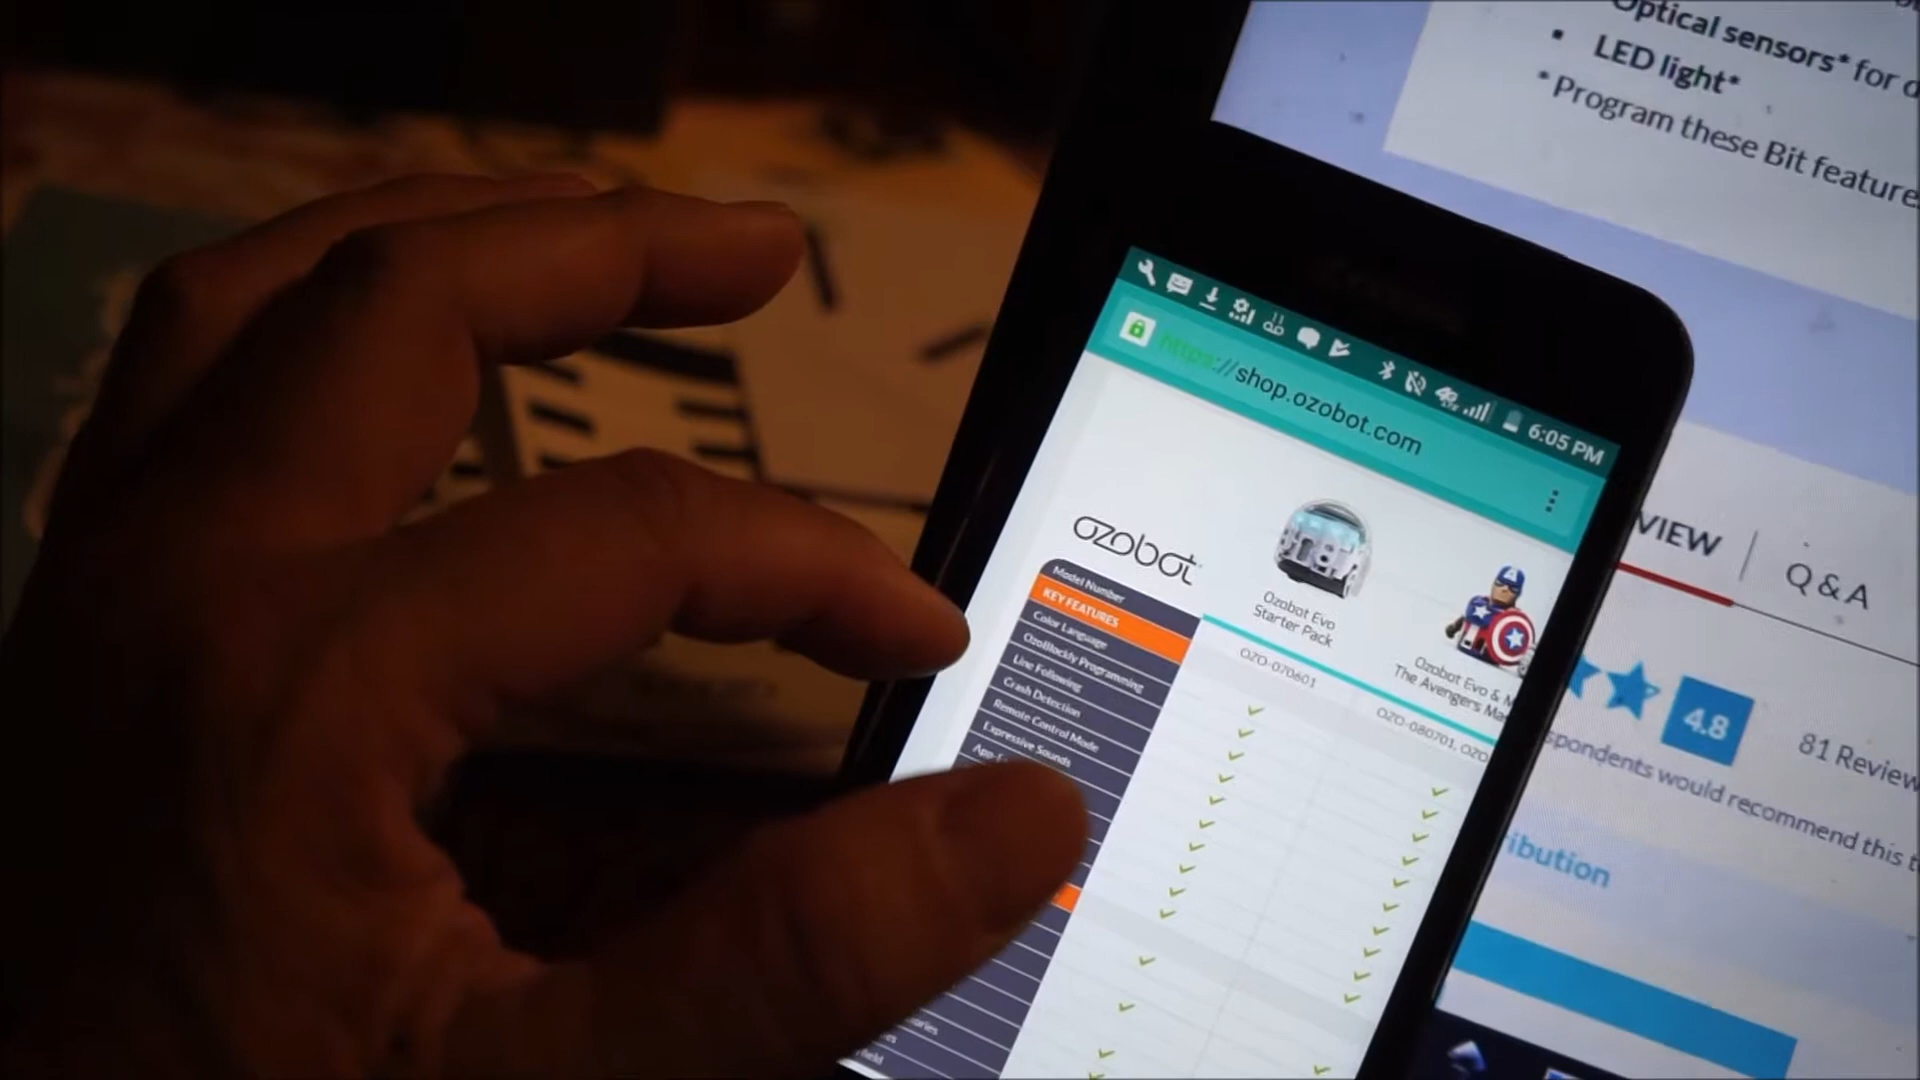 Optical sensors* for
LED light*
*Program these Bit feature
6:05 PM
https://shop.ozobot.com
ozobot
Ozobot Evo
Starter Pack
Ozobot Evo &
The Avengers
Model Number
OZO-070601
OZO-080701, OZO
KEY FEATURES
Color Language
OzoBlockly Programming
Line Following
Crash Detection
Remote Control Mode
Expressive Sounds
VIEW
Q & A
4.8
81 Review
spondents would recommend this
ribution